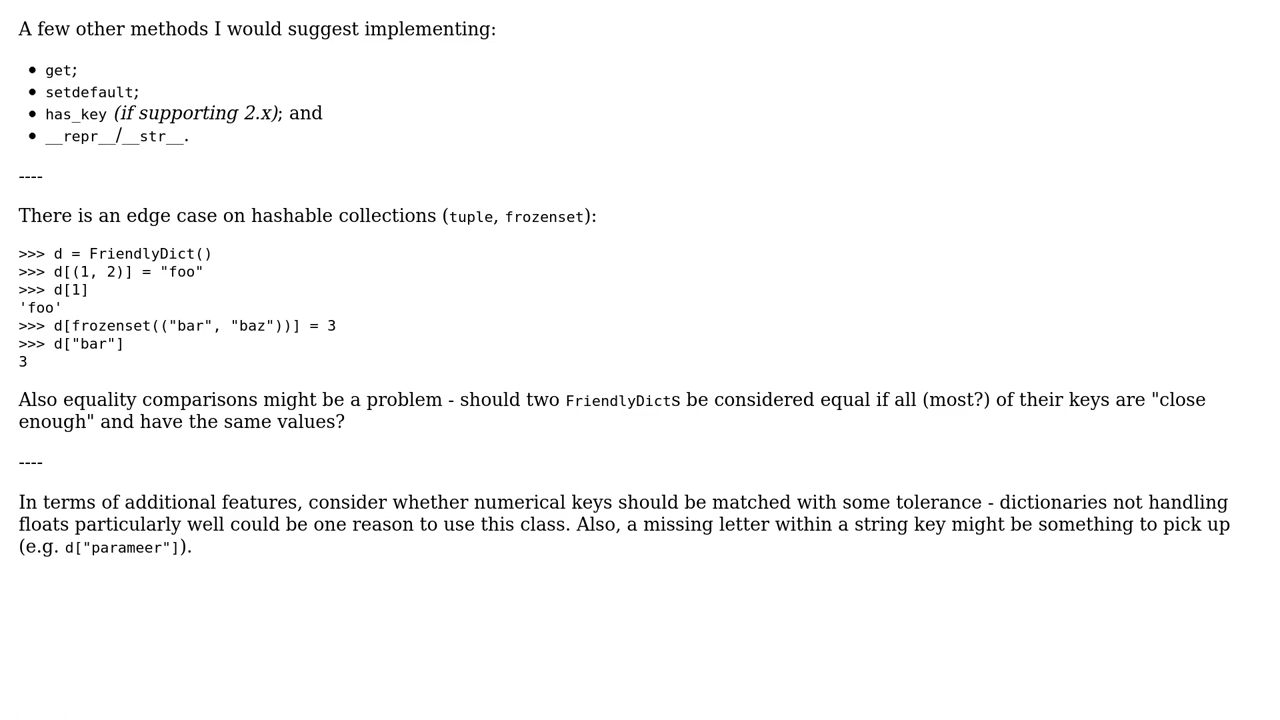 A few other methods I would suggest implementing:
• get;
• setdefault;
• has_key (if supporting 2.x); and
• __repr__/__str__.
----
There is an edge case on hashable collections (tuple, frozenset):
>>> d = FriendlyDict()
>>> d[(1, 2)] = "foo"
>>> d[1]
'foo'
>>> d[frozenset(("bar", "baz"))] = 3
>>> d["bar"]
3
Also equality comparisons might be a problem - should two FriendlyDicts be considered equal if all (most?) of their keys are "close
enough" and have the same values?
----
In terms of additional features, consider whether numerical keys should be matched with some tolerance - dictionaries not handling
floats particularly well could be one reason to use this class. Also, a missing letter within a string key might be something to pick up
(e.g. d["parameer"]).